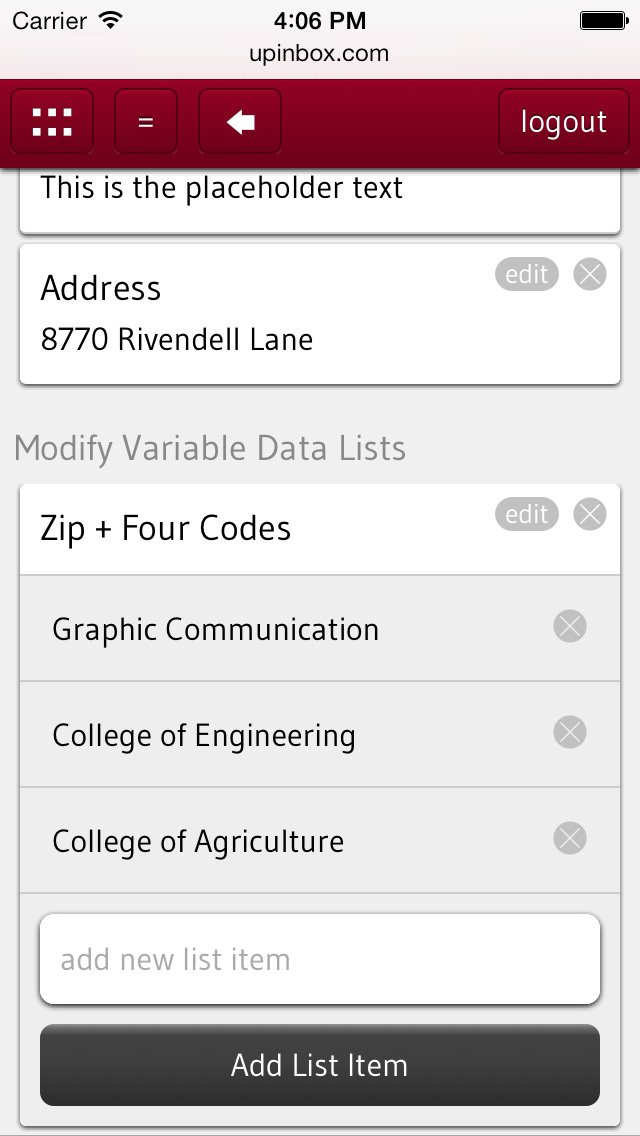 Carrier 4:06 PM
upinbox.com
= logout
This is the placeholder text
Address edit
8770 Rivendell Lane
Modify Variable Data Lists
Zip + Four Codes edit
Graphic Communication
College of Engineering
College of Agriculture
add new list item
Add List Item